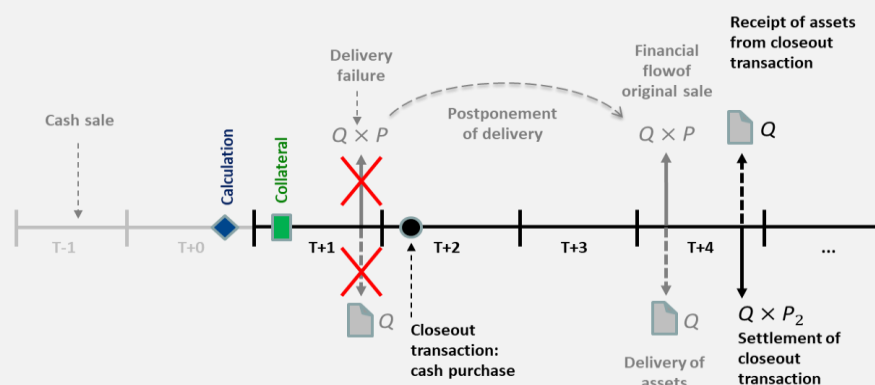 Receipt of assets
from closeout
transaction
Delivery
failure
Financial
flowof
original sale
Cash sale
Calculation
Collateral
Postponement
of delivery
Q × P
Q × P
Q
T-1
T+0
T+1
T+2
T+3
T+4
...
Q
Q
Q × P₂
Closeout
transaction:
cash purchase
Delivery of
assets
Settlement of
closeout
transaction